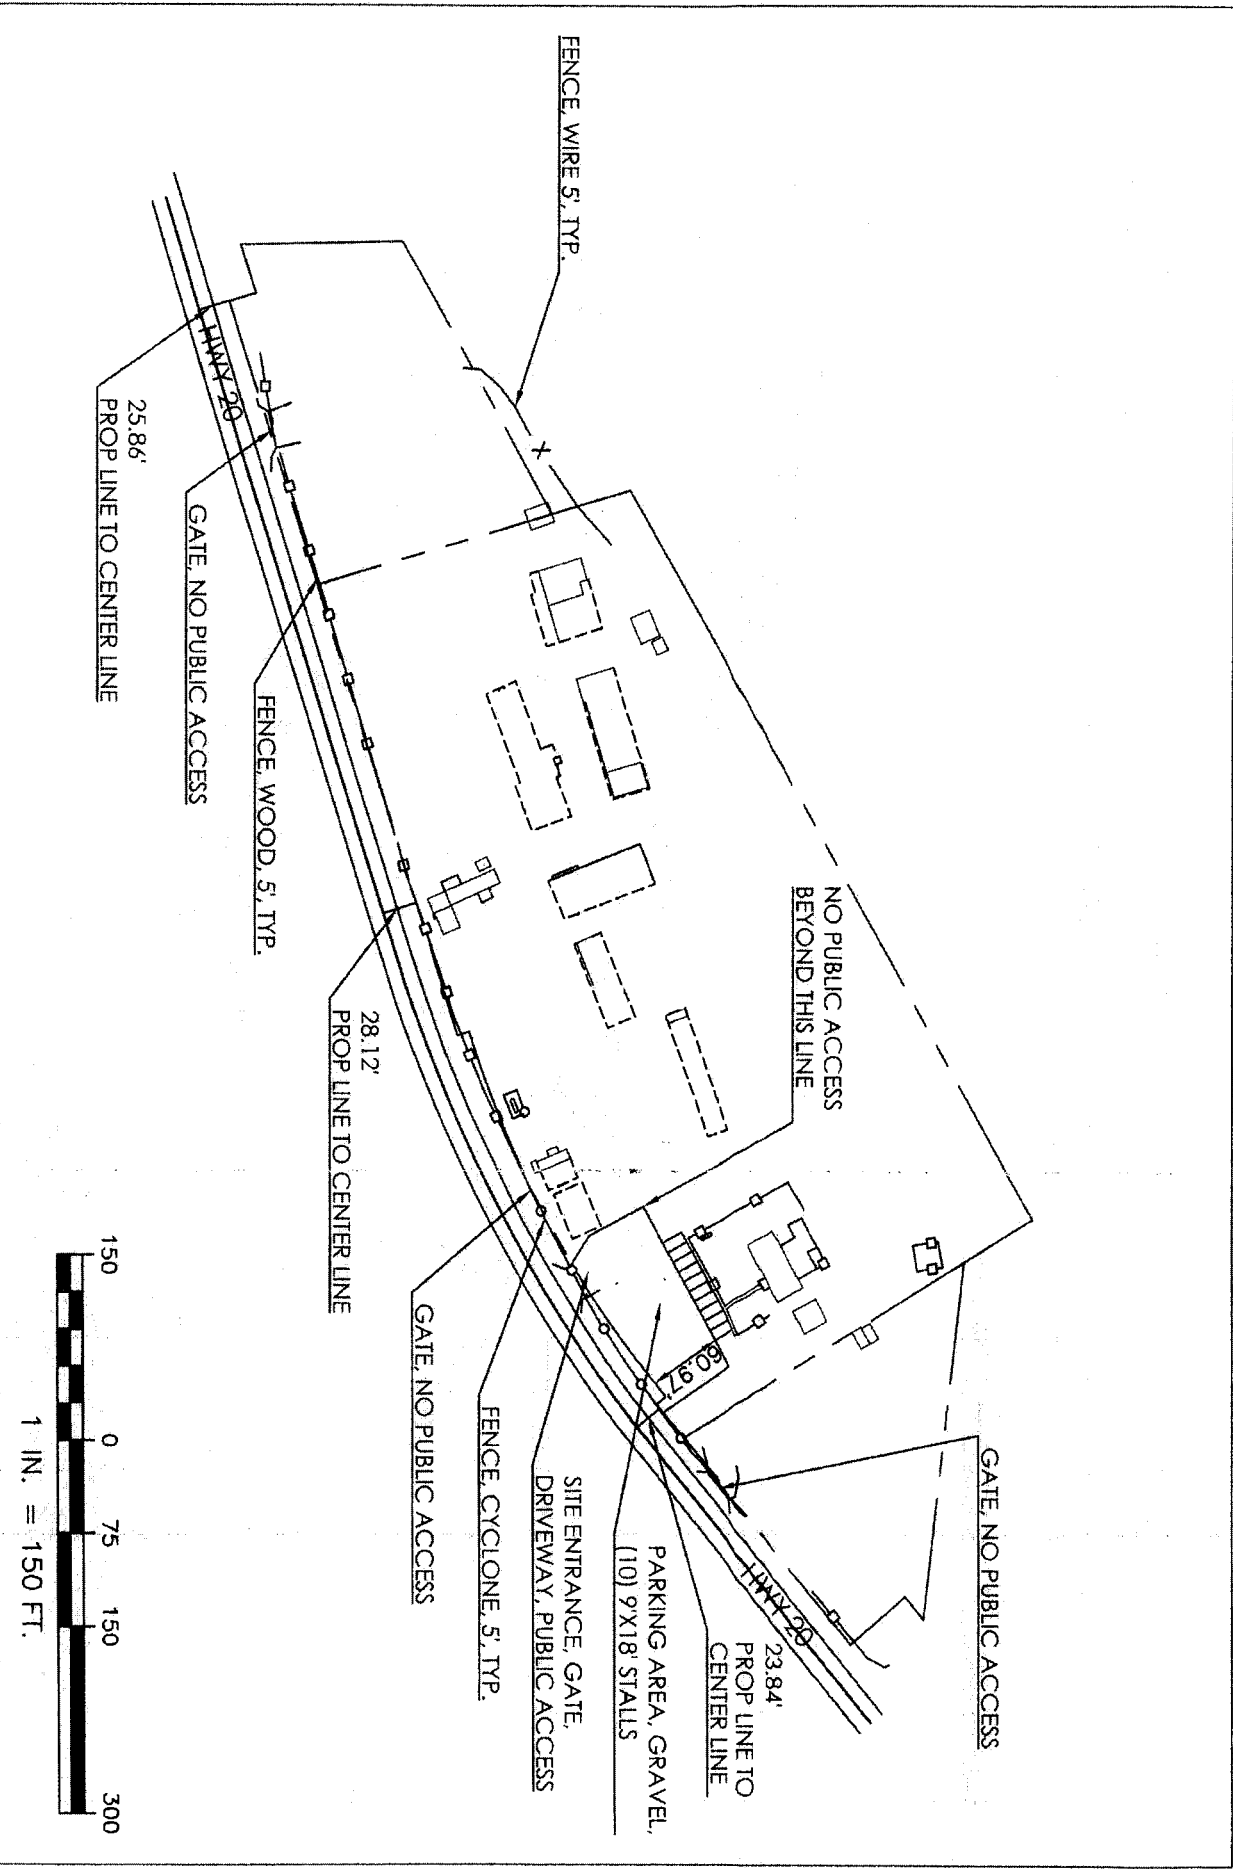 FENCE, WIRE 5', TYP.
NO PUBLIC ACCESS
BEYOND THIS LINE
GATE, NO PUBLIC ACCESS
HWY 20
25.86'
PROP LINE TO CENTER LINE
GATE, NO PUBLIC ACCESS
FENCE, WOOD, 5', TYP.
28.12'
PROP LINE TO CENTER LINE
GATE, NO PUBLIC ACCESS
FENCE, CYCLONE, 5', TYP.
SITE ENTRANCE, GATE,
DRIVEWAY, PUBLIC ACCESS
PARKING AREA, GRAVEL,
(10) 9'X18' STALLS
23.84'
PROP LINE TO
CENTER LINE
60.97'
HWY 20
150 0 75 150 300
1 IN. = 150 FT.